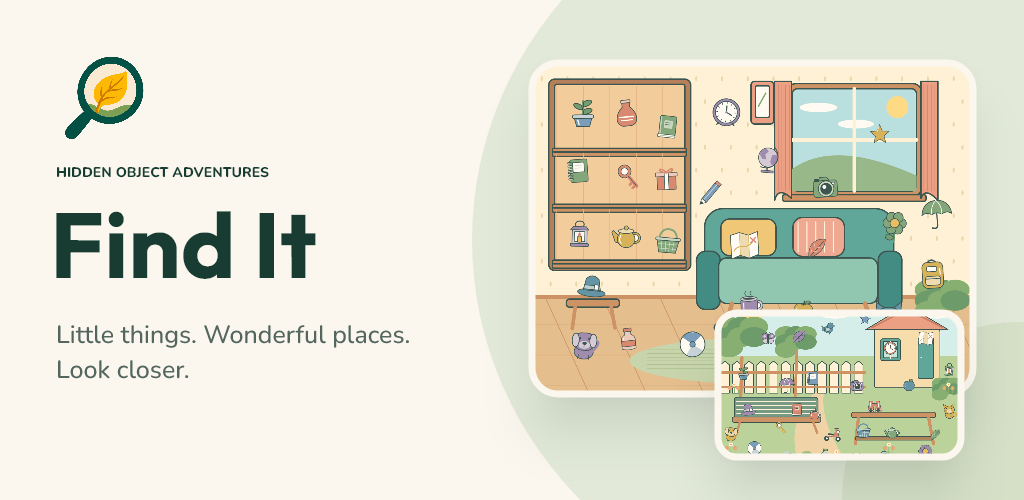 HIDDEN OBJECT ADVENTURES
Find It
Little things. Wonderful places.
Look closer.